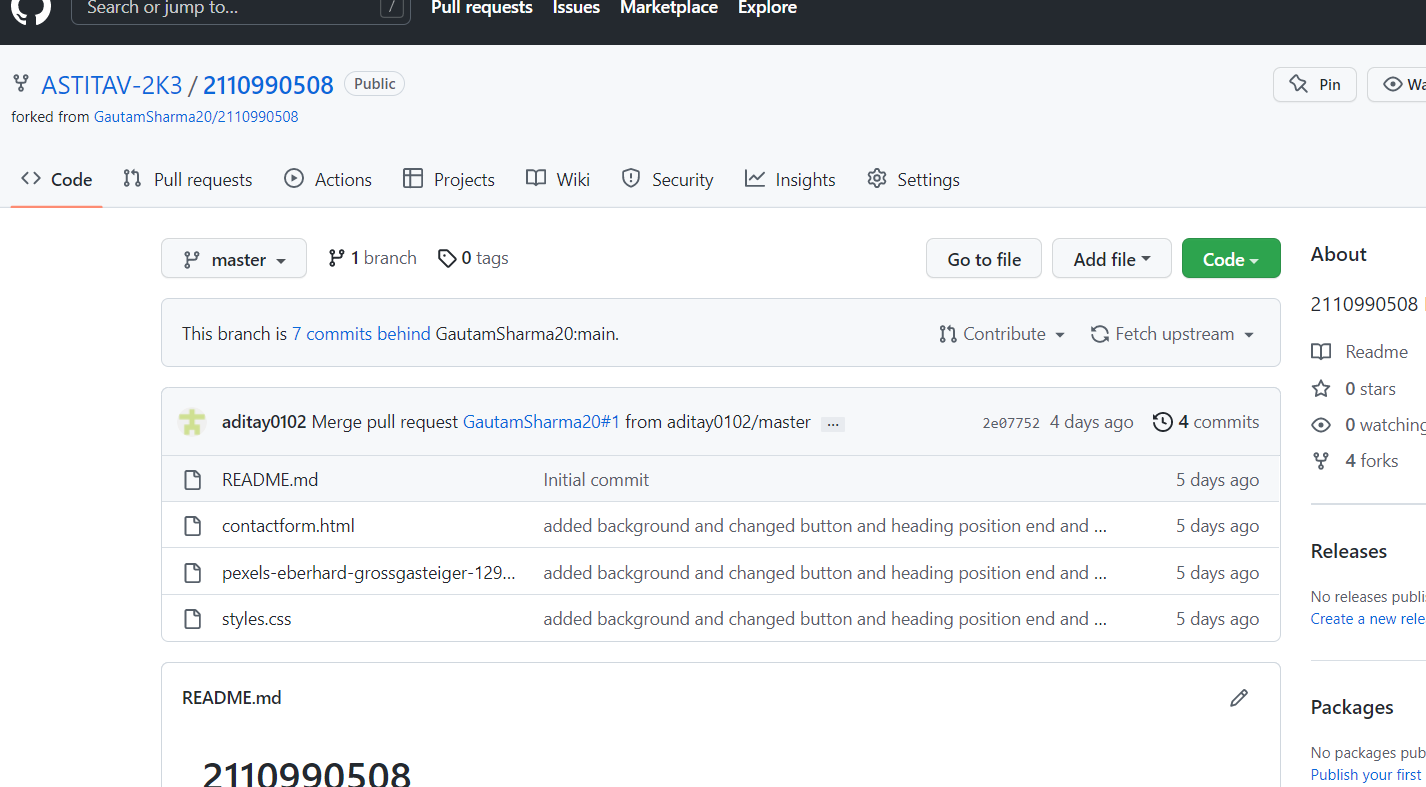 Search or jump to... / Pull requests Issues Marketplace Explore
ASTITAV-2K3 / 2110990508 Public Pin
forked from GautamSharma20/2110990508
Code Pull requests Actions Projects Wiki Security Insights Settings
master 1 branch 0 tags Go to file Add file Code
This branch is 7 commits behind GautamSharma20:main. Contribute Fetch upstream
aditay0102 Merge pull request GautamSharma20#1 from aditay0102/master ... 2e07752 4 days ago 4 commits
README.md Initial commit 5 days ago
contactform.html added background and changed button and heading position end and ... 5 days ago
pexels-eberhard-grossgasteiger-129... added background and changed button and heading position end and ... 5 days ago
styles.css added background and changed button and heading position end and ... 5 days ago
README.md
2110990508
About
2110990508
Readme
0 stars
0 watching
4 forks
Releases
No releases publi
Create a new rele
Packages
No packages pub
Publish your first